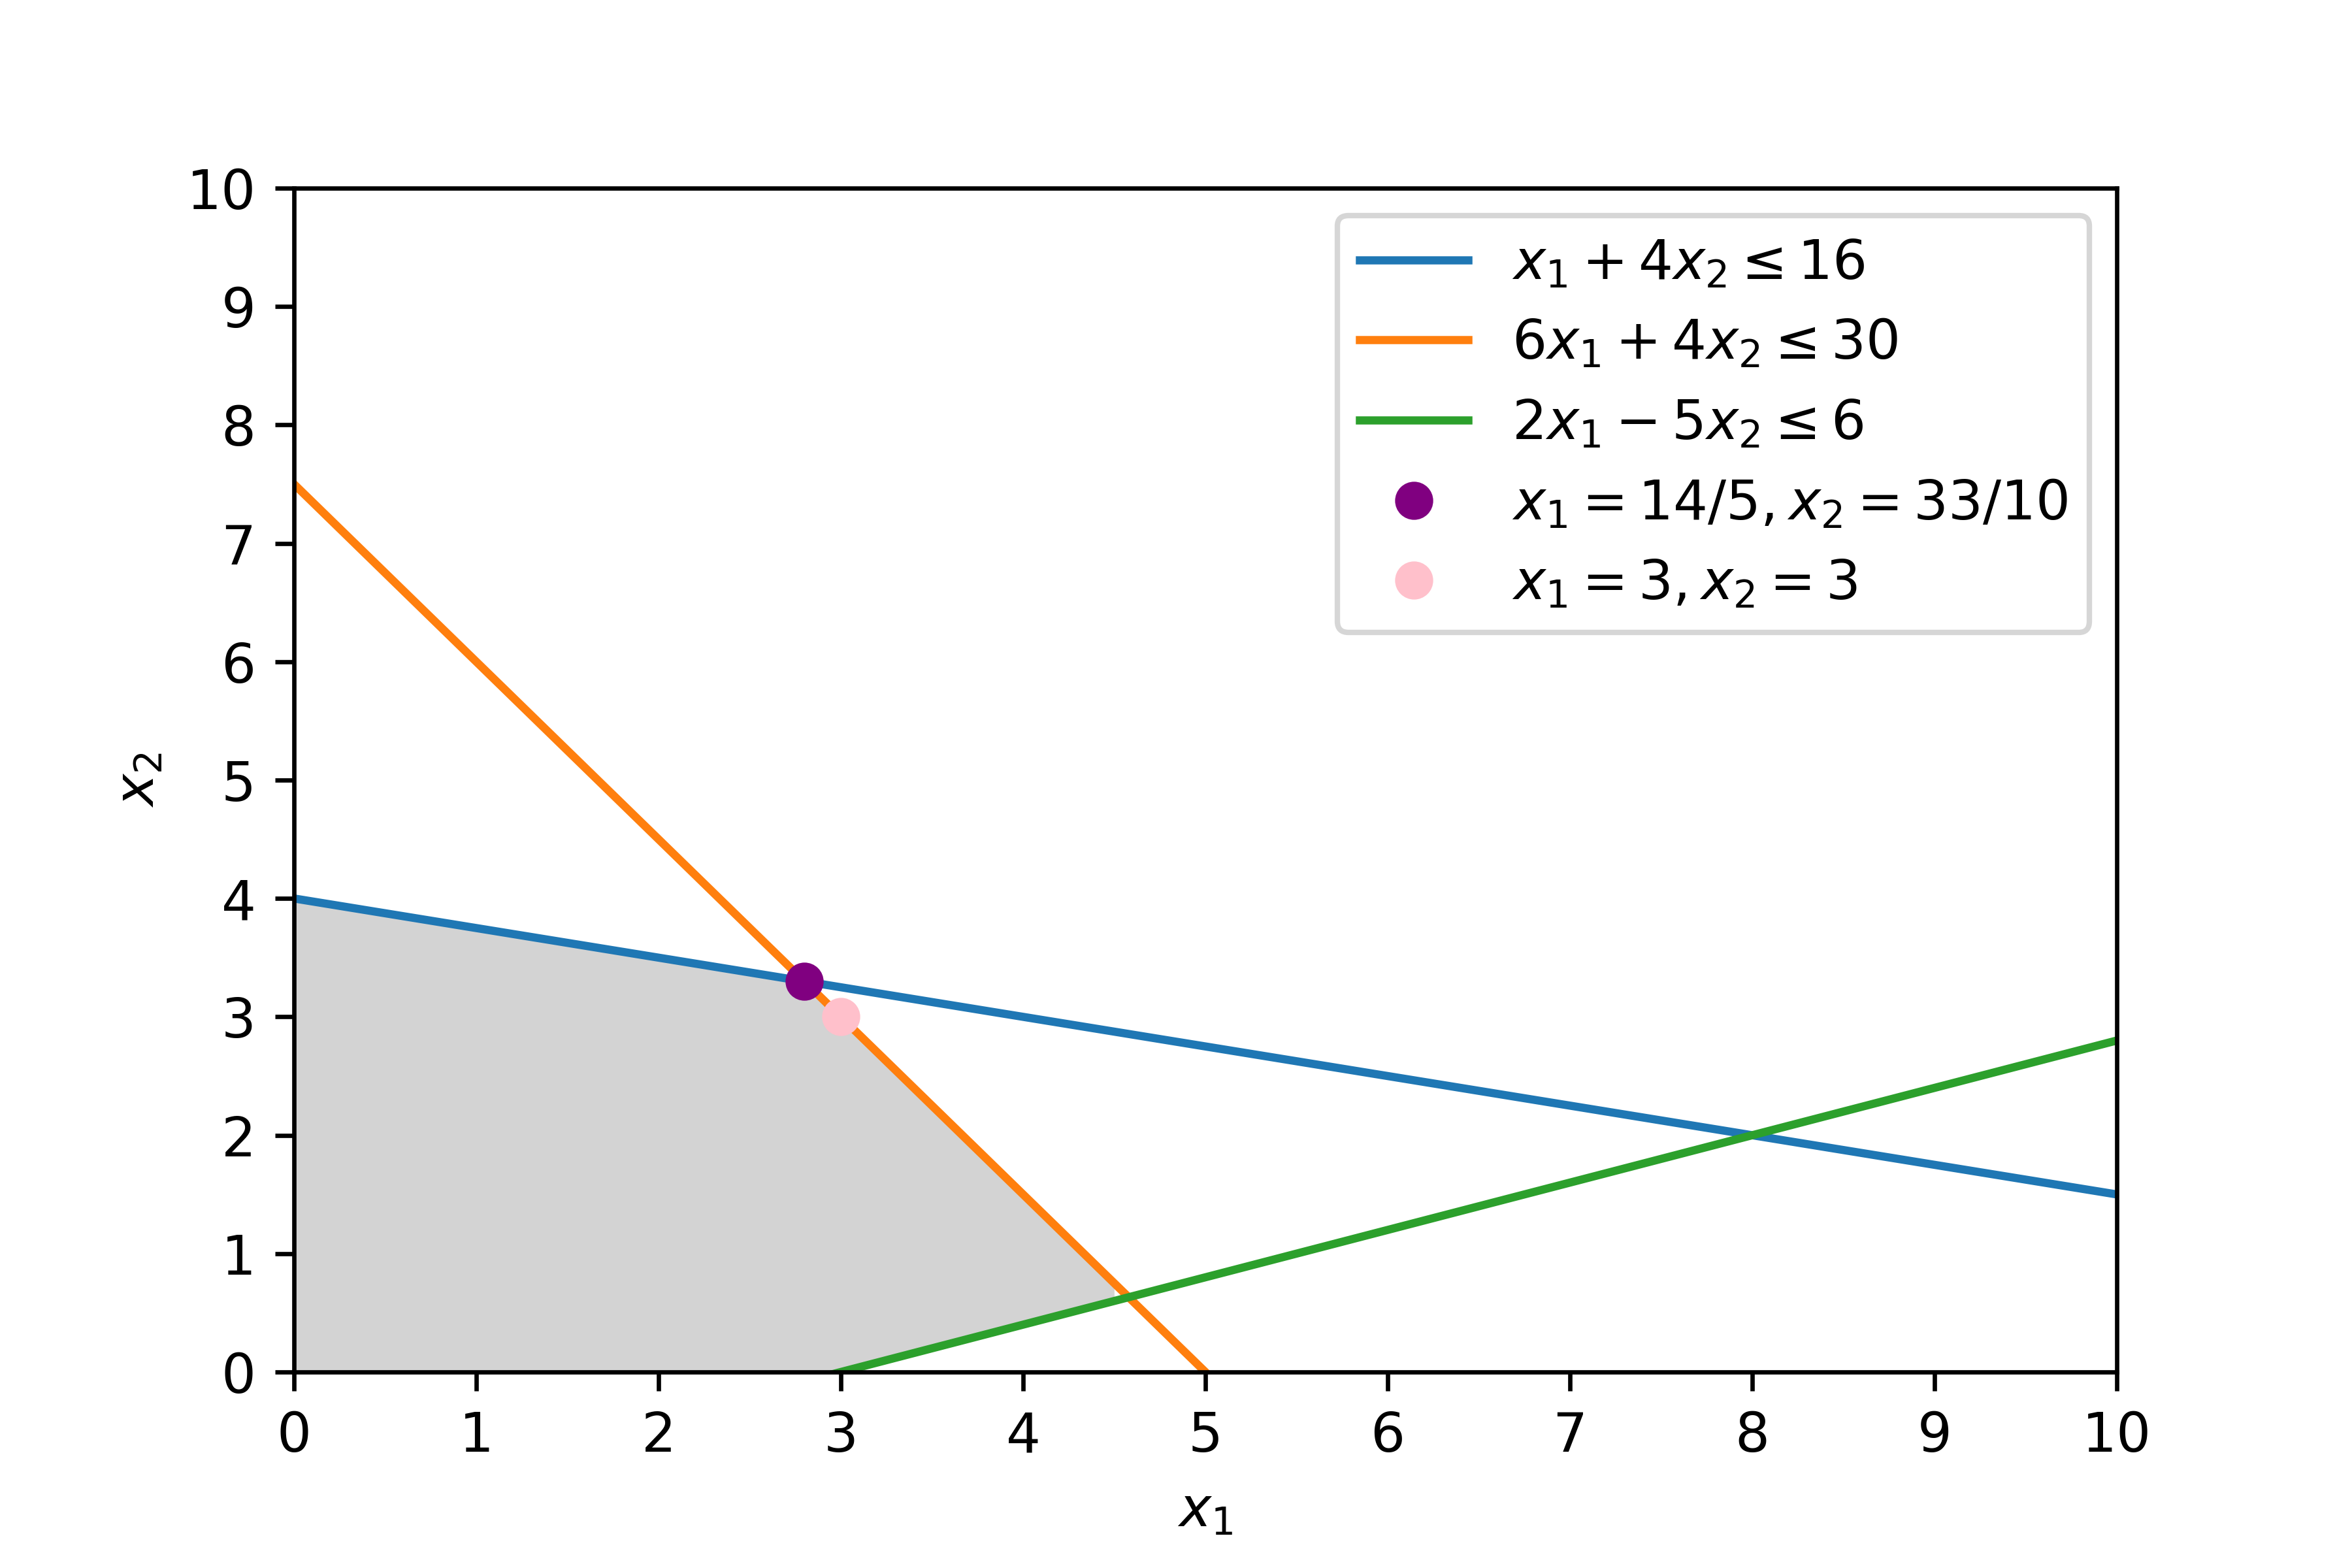 10
9
8
7
6
5
4
3
2
1
0
x₂
x₁ + 4x₂ ≤ 16
6x₁ + 4x₂ ≤ 30
2x₁ − 5x₂ ≤ 6
x₁ = 14/5, x₂ = 33/10
x₁ = 3, x₂ = 3
0 1 2 3 4 5 6 7 8 9 10
x₁